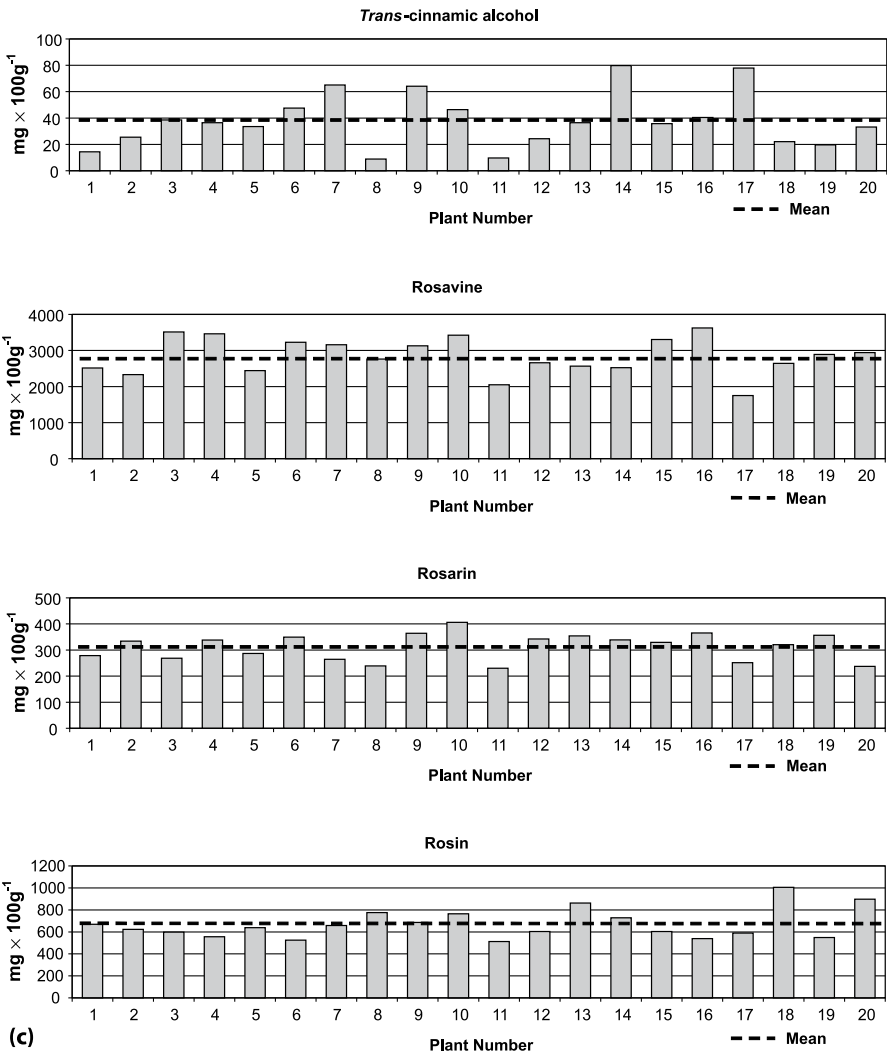 Trans-cinnamic alcohol
mg × 100g⁻¹
100
80
60
40
20
0
1 2 3 4 5 6 7 8 9 10 11 12 13 14 15 16 17 18 19 20
Plant Number
Mean
Rosavine
mg × 100g⁻¹
4000
3000
2000
1000
0
1 2 3 4 5 6 7 8 9 10 11 12 13 14 15 16 17 18 19 20
Plant Number
Mean
Rosarin
mg × 100g⁻¹
500
400
300
200
100
0
1 2 3 4 5 6 7 8 9 10 11 12 13 14 15 16 17 18 19 20
Plant Number
Mean
Rosin
mg × 100g⁻¹
1200
1000
800
600
400
200
0
1 2 3 4 5 6 7 8 9 10 11 12 13 14 15 16 17 18 19 20
(c)
Plant Number
Mean